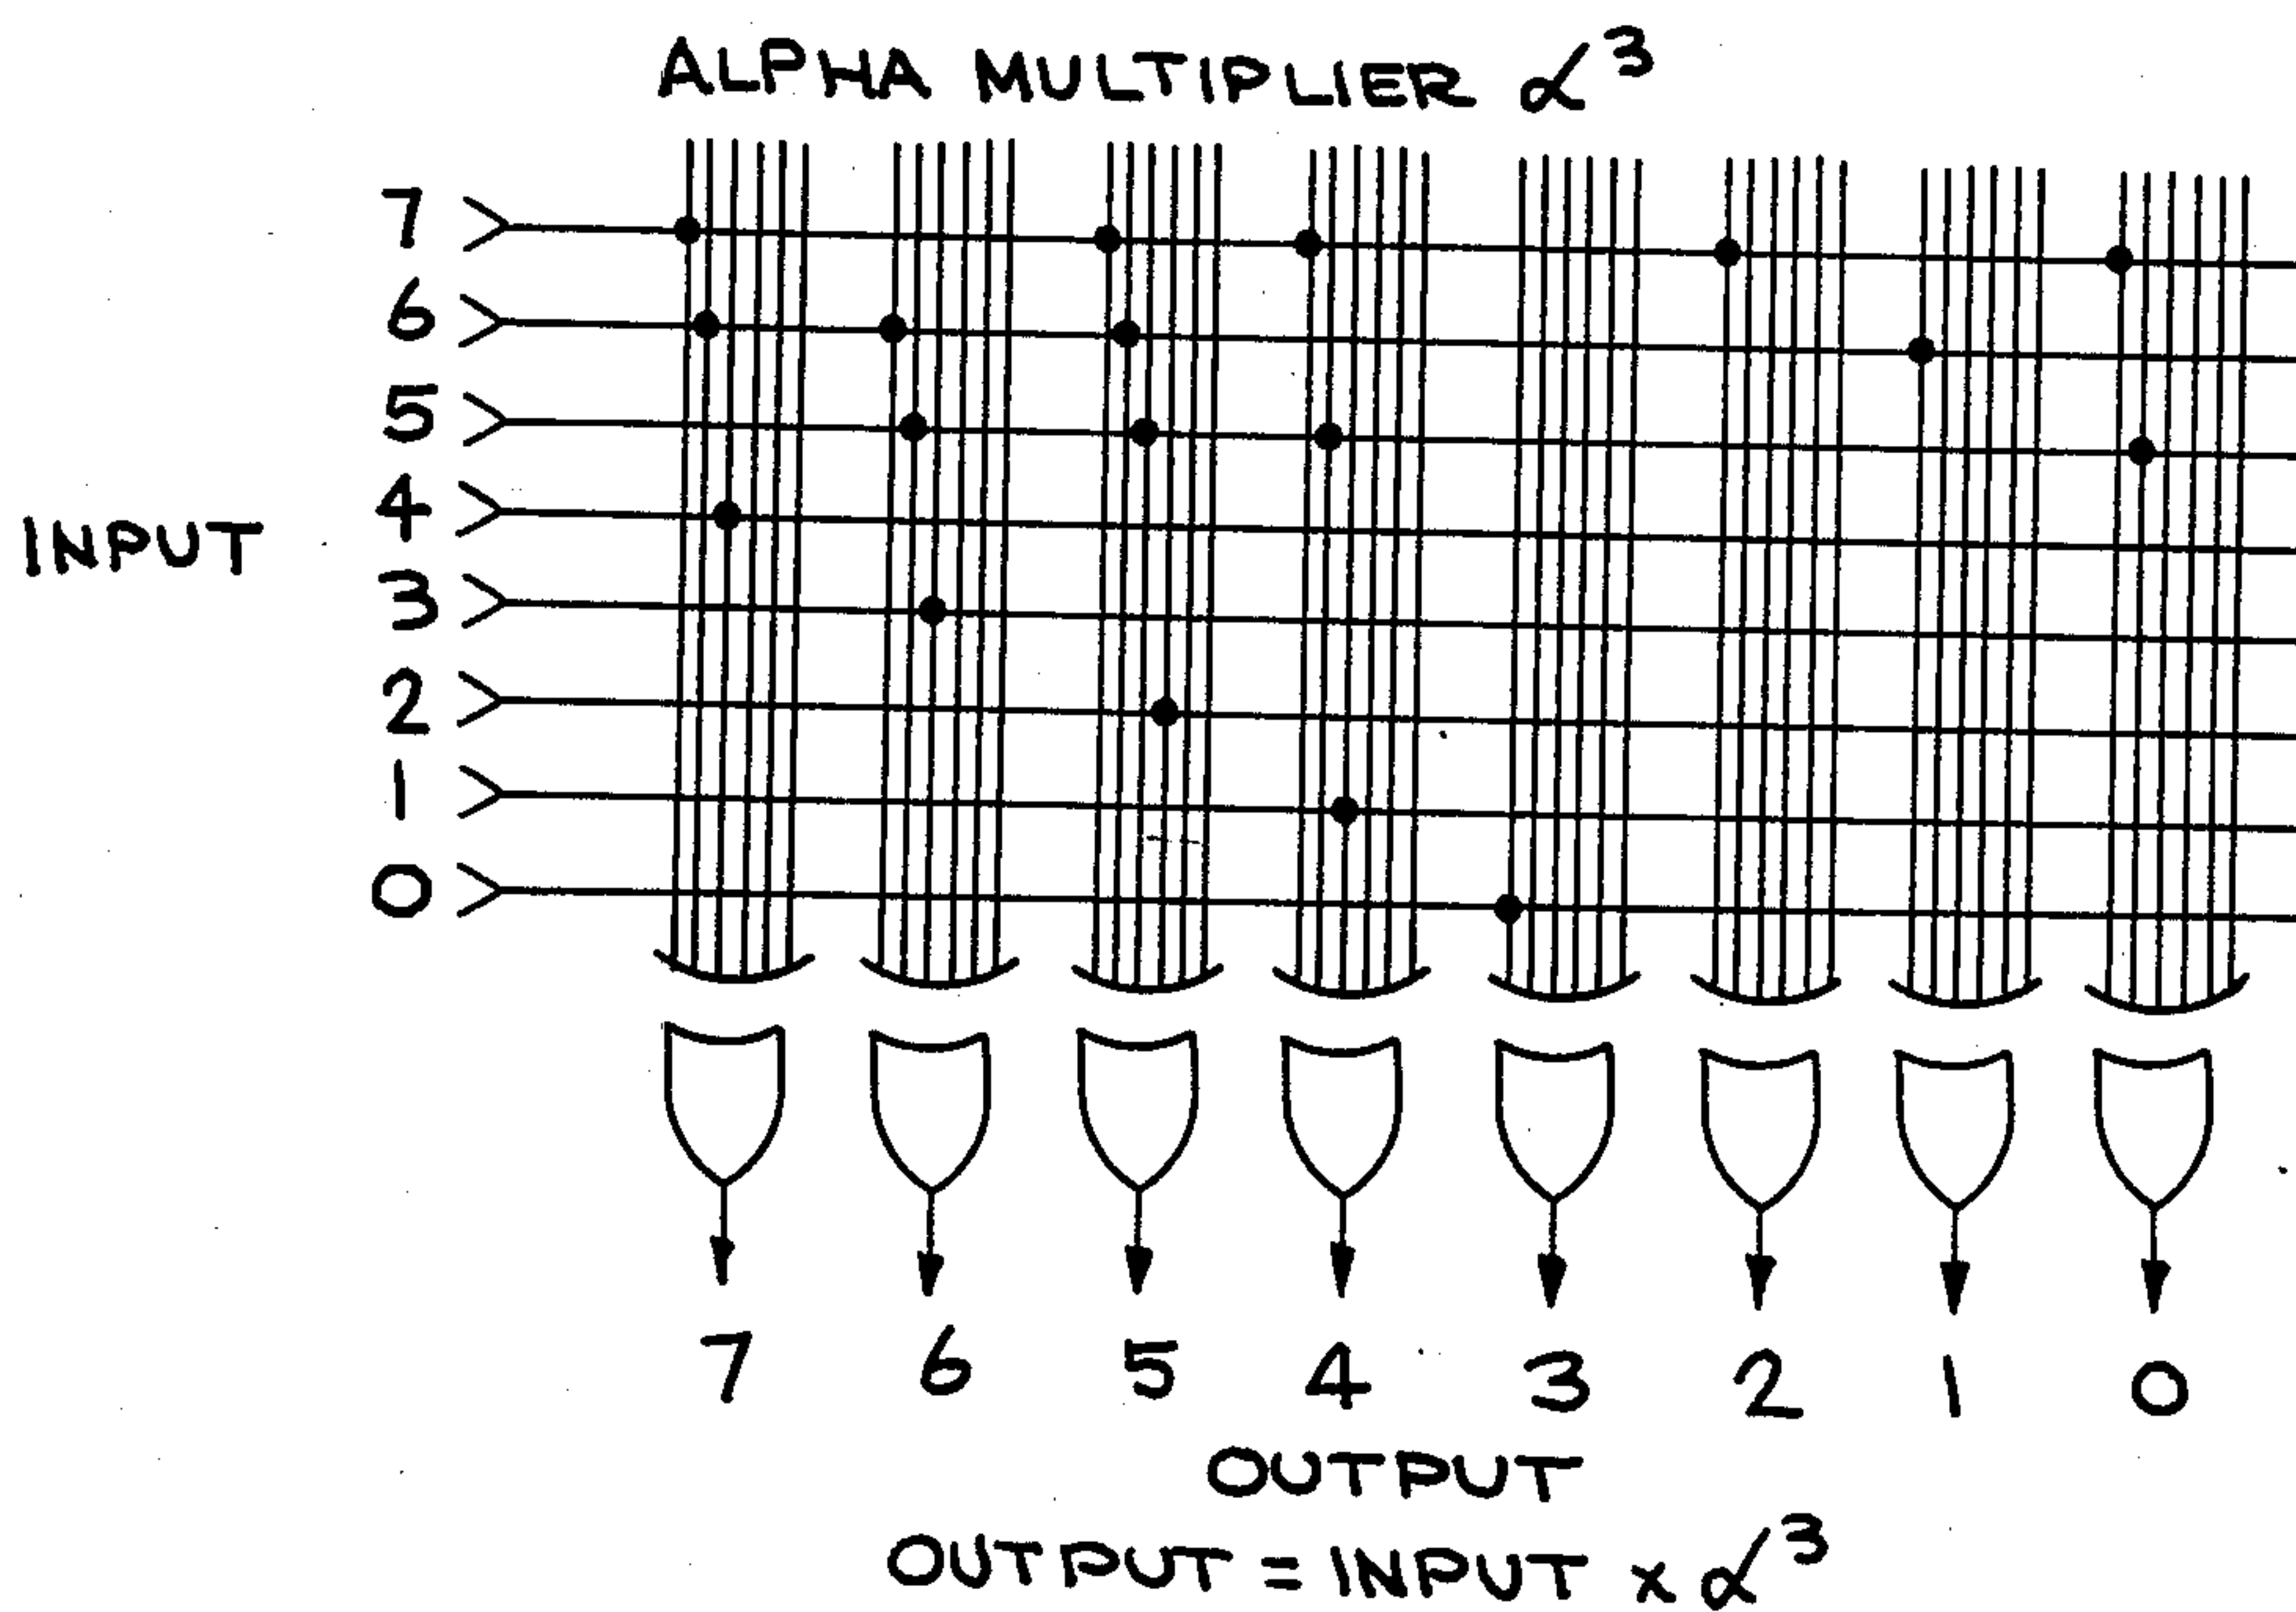 ALPHA MULTIPLIER α³
7
6
5
4
INPUT
3
2
1
0
7 6 5 4 3 2 1 0
OUTPUT
OUTPUT = INPUT x α³